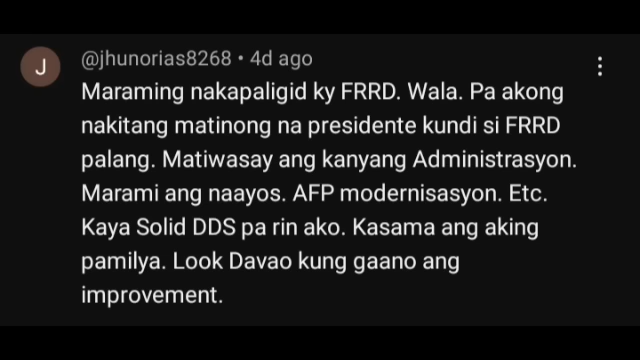 J
@jhunorias8268 • 4d ago
Maraming nakapaligid ky FRRD. Wala. Pa akong
nakitang matinong na presidente kundi si FRRD
palang. Matiwasay ang kanyang Administrasyon.
Marami ang naayos. AFP modernisasyon. Etc.
Kaya Solid DDS pa rin ako. Kasama ang aking
pamilya. Look Davao kung gaano ang
improvement.